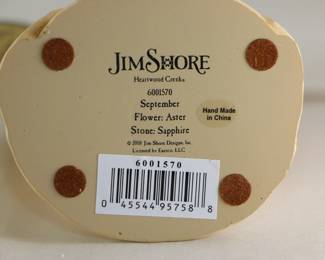 JIM SHORE
Heartwood Creek®
6001570
September
Flower: Aster
Stone: Sapphire
Hand Made
in China
© 2018 Jim Shore Designs, Inc.
Licensed by Enesco, LLC
6001570
0 45544 95758 8